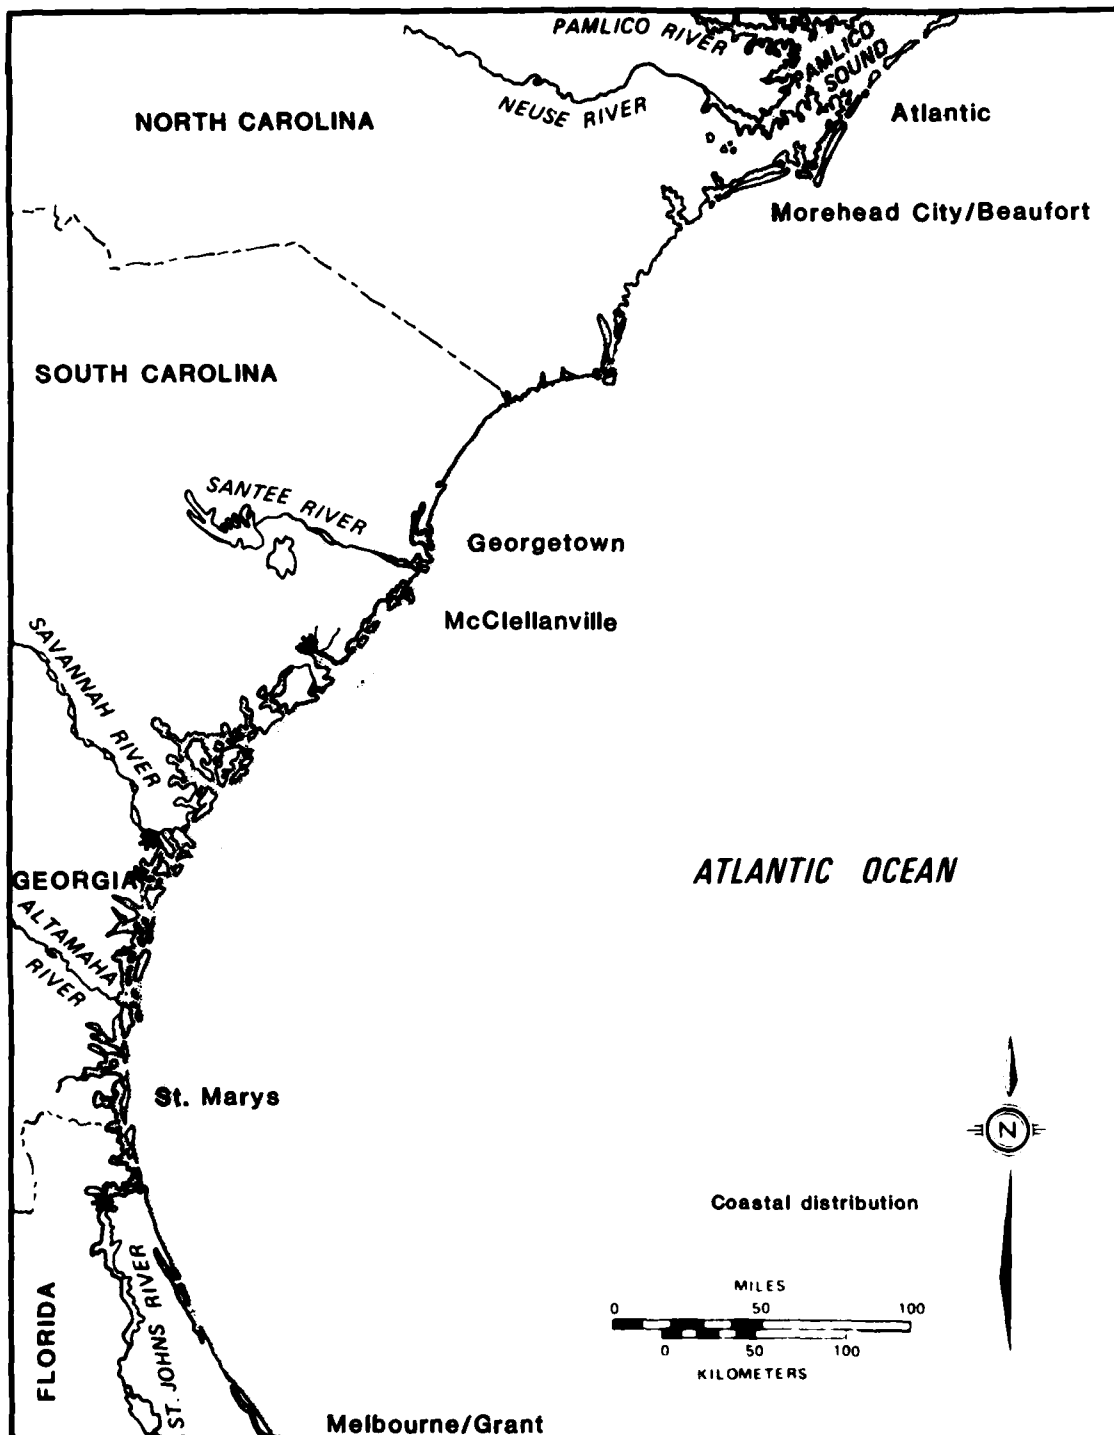 PAMLICO RIVER
PAMLICO
SOUND
NEUSE RIVER
Atlantic
NORTH CAROLINA
Morehead City/Beaufort
SOUTH CAROLINA
SANTEE RIVER
Georgetown
McClellanville
SAVANNAH RIVER
ATLANTIC OCEAN
GEORGIA
ALTAMAHA
RIVER
St. Marys
N
Coastal distribution
FLORIDA
ST. JOHNS RIVER
MILES
0 50 100
0 50 100
KILOMETERS
Melbourne/Grant